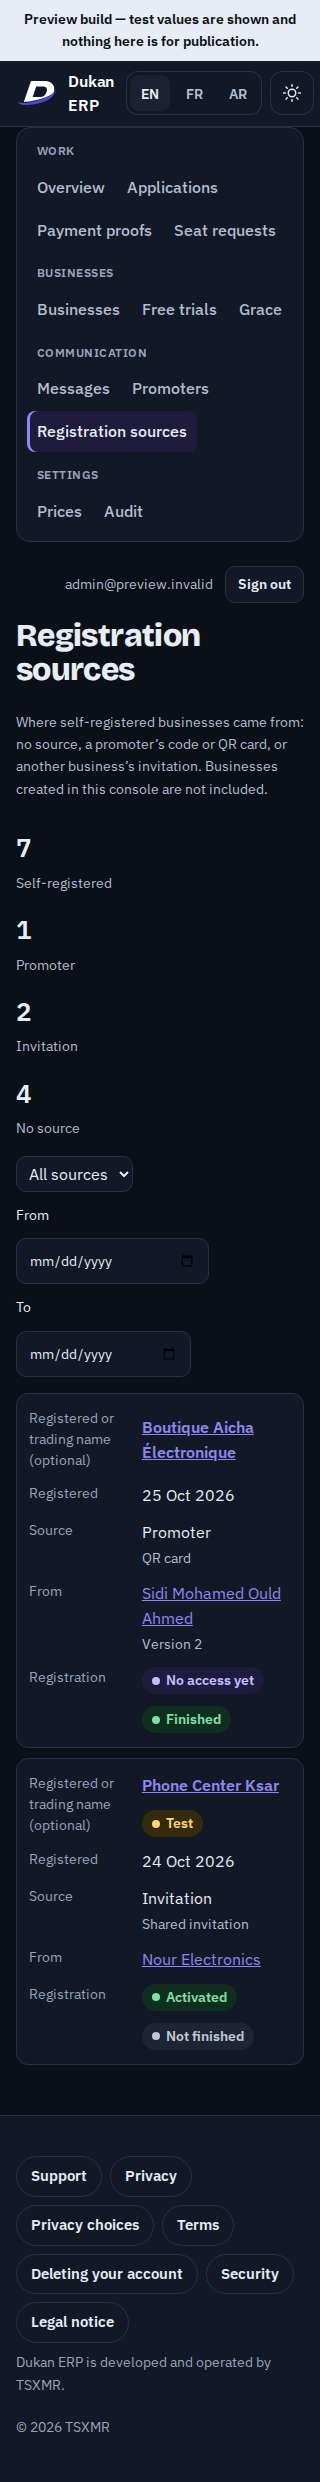 Preview build — test values are shown and
nothing here is for publication.
Dukan
ERP
EN FR AR
WORK
Overview Applications
Payment proofs Seat requests
BUSINESSES
Businesses Free trials Grace
COMMUNICATION
Messages Promoters
Registration sources
SETTINGS
Prices Audit
admin@preview.invalid Sign out
Registration
sources
Where self-registered businesses came from:
no source, a promoter’s code or QR card, or
another business’s invitation. Businesses
created in this console are not included.
7
Self-registered
1
Promoter
2
Invitation
4
No source
All sources
From
mm/dd/yyyy
To
mm/dd/yyyy
Registered or
trading name
(optional)
Boutique Aicha
Électronique
Registered 25 Oct 2026
Source Promoter
QR card
From Sidi Mohamed Ould
Ahmed
Version 2
Registration No access yet
Finished
Registered or
trading name
(optional)
Phone Center Ksar
Test
Registered 24 Oct 2026
Source Invitation
Shared invitation
From Nour Electronics
Registration Activated
Not finished
Support Privacy
Privacy choices Terms
Deleting your account Security
Legal notice
Dukan ERP is developed and operated by
TSXMR.
© 2026 TSXMR